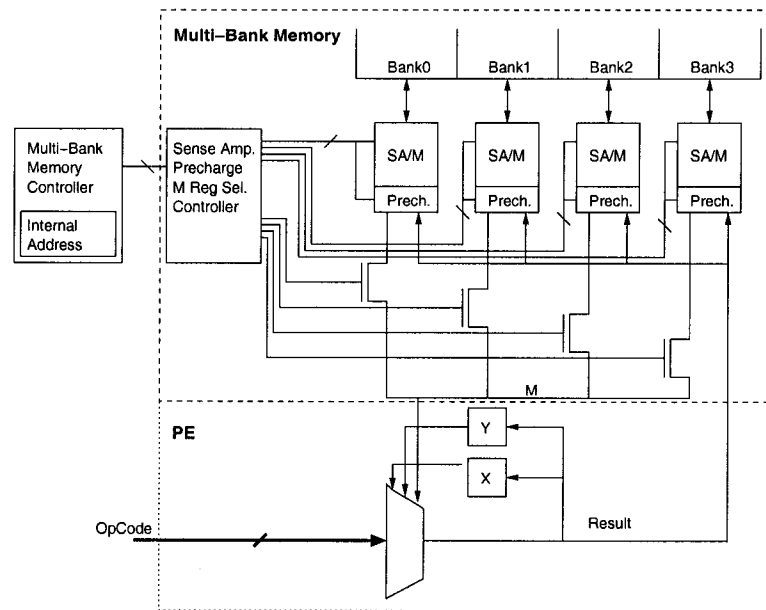 Multi–Bank Memory
Bank0
Bank1
Bank2
Bank3
Multi–Bank
Memory
Controller
Internal
Address
Sense Amp.
Precharge
M Reg Sel.
Controller
SA/M
Prech.
SA/M
Prech.
SA/M
Prech.
SA/M
Prech.
M
PE
Y
X
OpCode
Result